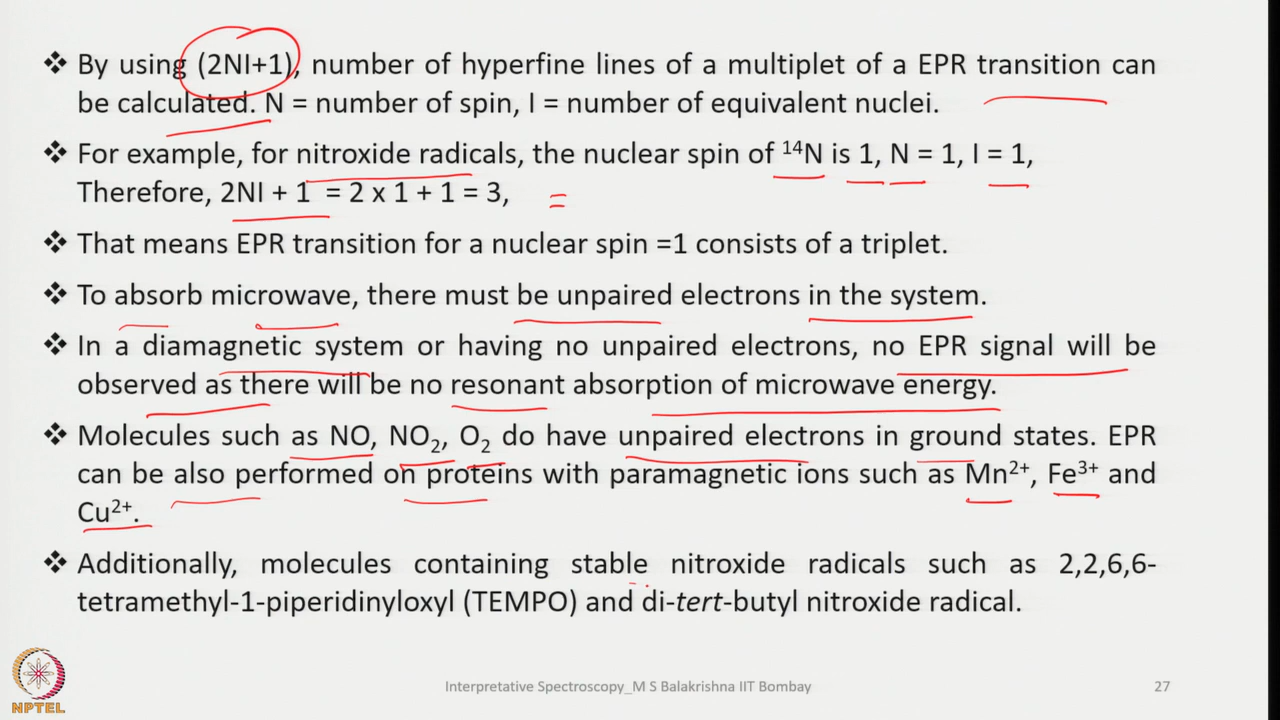 ❖ By using (2NI+1), number of hyperfine lines of a multiplet of a EPR transition can
be calculated. N = number of spin, I = number of equivalent nuclei.
❖ For example, for nitroxide radicals, the nuclear spin of ¹⁴N is 1, N = 1, I = 1,
Therefore, 2NI + 1 = 2 x 1 + 1 = 3,
❖ That means EPR transition for a nuclear spin =1 consists of a triplet.
❖ To absorb microwave, there must be unpaired electrons in the system.
❖ In a diamagnetic system or having no unpaired electrons, no EPR signal will be
observed as there will be no resonant absorption of microwave energy.
❖ Molecules such as NO, NO₂, O₂ do have unpaired electrons in ground states. EPR
can be also performed on proteins with paramagnetic ions such as Mn²⁺, Fe³⁺ and
Cu²⁺.
❖ Additionally, molecules containing stable nitroxide radicals such as 2,2,6,6-
tetramethyl-1-piperidinyloxyl (TEMPO) and di-tert-butyl nitroxide radical.
NPTEL
Interpretative Spectroscopy_M S Balakrishna IIT Bombay
27